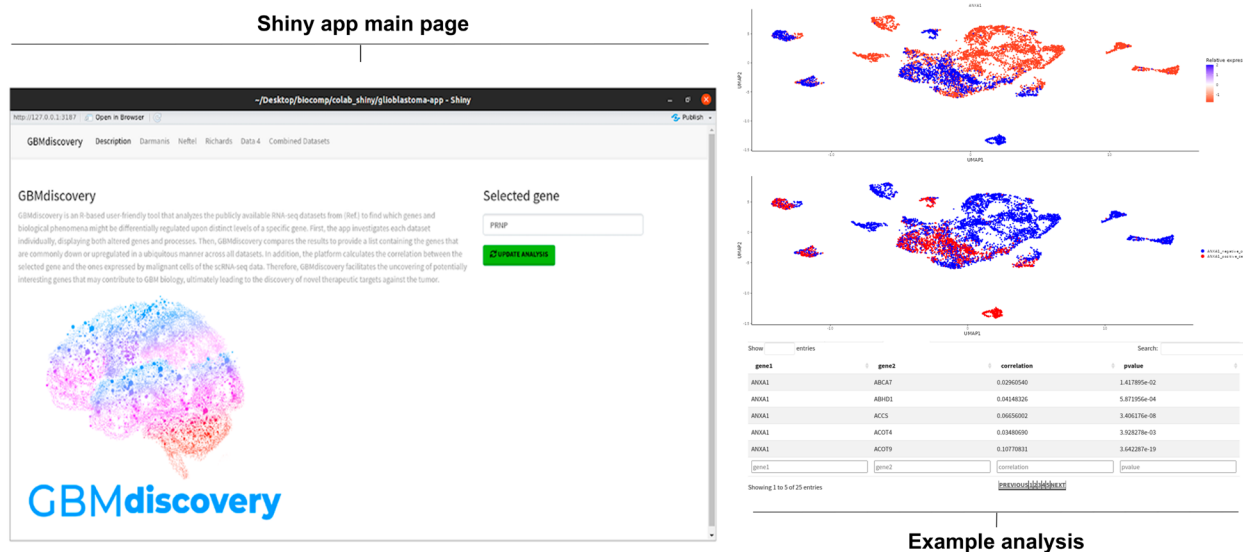 Shiny app main page
~/Desktop/biocomp/colab_shiny/glioblastoma-app - Shiny
http://127.0.0.1:3187 Open in Browser Publish
GBMdiscovery Description Darmanis Neftel Richards Data 4 Combined Datasets
GBMdiscovery
GBMdiscovery is an R-based user-friendly tool that analyzes the publicly available RNA-seq datasets from (Ref.) to find which genes and
biological phenomena might be differentially regulated upon distinct levels of a specific gene. First, the app investigates each dataset
individually, displaying both altered genes and processes. Then, GBMdiscovery compares the results to provide a list containing the genes that
are commonly down or upregulated in a ubiquitous manner across all datasets. In addition, the platform calculates the correlation between the
selected gene and the ones expressed by malignant cells of the scRNA-seq data. Therefore, GBMdiscovery facilitates the uncovering of potentially
interesting genes that may contribute to GBM biology, ultimately leading to the discovery of novel therapeutic targets against the tumor.
Selected gene
PRNP
UPDATE ANALYSIS
GBMdiscovery
ANXA1
UMAP2
UMAP1
Relative expres
UMAP2
UMAP1
Show entries
Search:
gene1 gene2 correlation pvalue
ANXA1 ABCA7 0.02960540 1.417895e-02
ANXA1 ABHD1 0.04148326 5.871956e-04
ANXA1 ACCS 0.06656002 3.406176e-08
ANXA1 ACOT4 0.03480690 3.928278e-03
ANXA1 ACOT9 0.10770831 3.642287e-19
gene1 gene2 correlation pvalue
Showing 1 to 5 of 25 entries
PREVIOUS12345NEXT
Example analysis